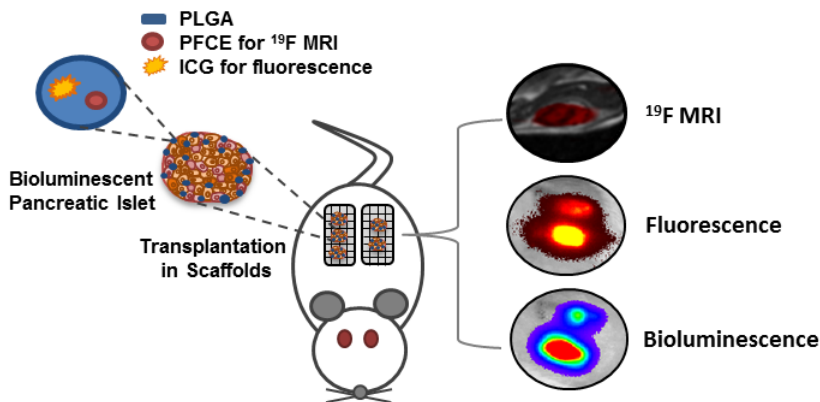 PLGA
PFCE for ¹⁹F MRI
ICG for fluorescence
Bioluminescent
Pancreatic Islet
Transplantation
in Scaffolds
¹⁹F MRI
Fluorescence
Bioluminescence